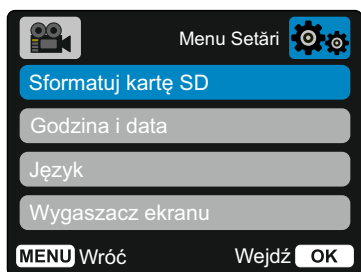 Menu Setări
Sformatuj kartę SD
Godzina i data
Język
Wygaszacz ekranu
MENU Wróć Wejdź OK